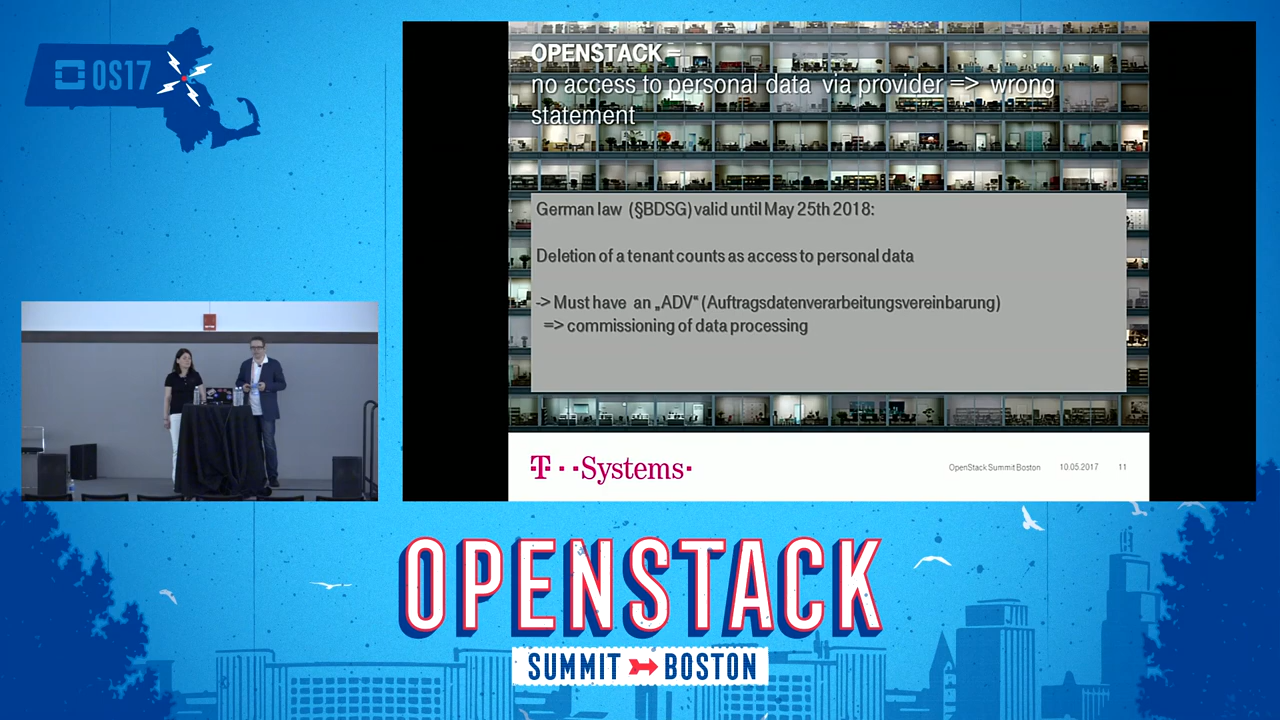 OS17
OPENSTACK =
no access to personal data via provider => wrong
statement
German law (§BDSG) valid until May 25th 2018:
Deletion of a tenant counts as access to personal data
-> Must have an „ADV“ (Auftragsdatenverarbeitungsvereinbarung)
=> commissioning of data processing
T··Systems·
OpenStack Summit Boston 10.05.2017 11
OPENSTACK
SUMMIT BOSTON